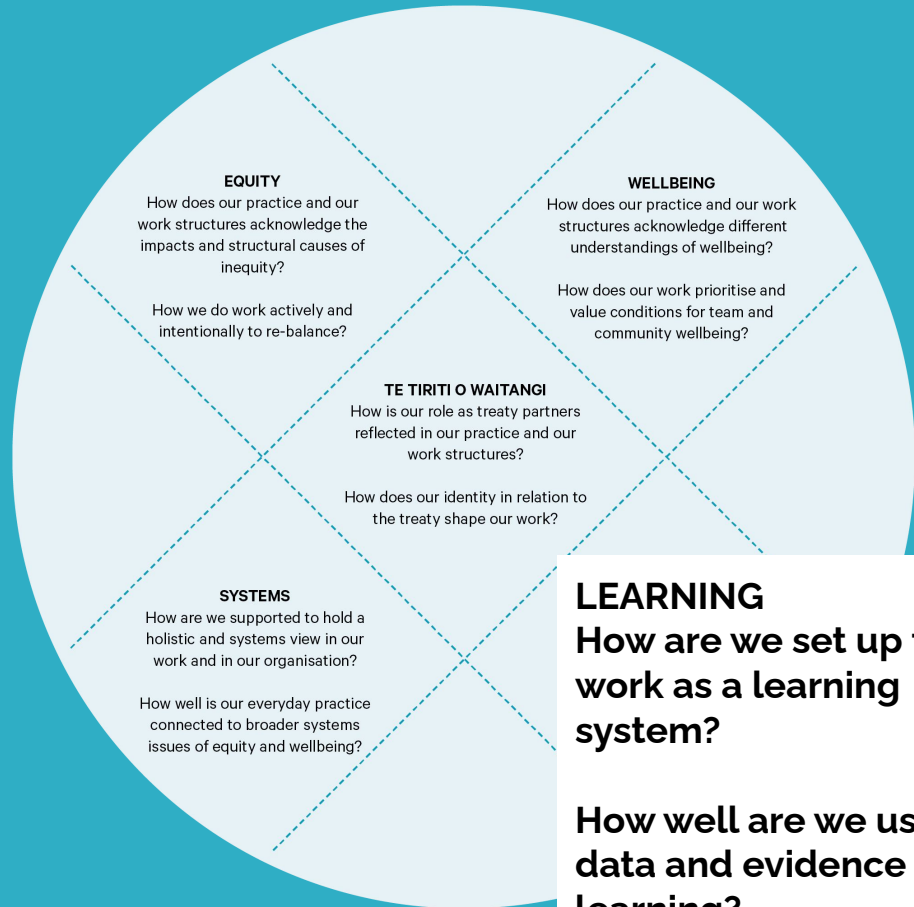 EQUITY
How does our practice and our
work structures acknowledge the
impacts and structural causes of
inequity?
How we do work actively and
intentionally to re-balance?
WELLBEING
How does our practice and our work
structures acknowledge different
understandings of wellbeing?
How does our work prioritise and
value conditions for team and
community wellbeing?
TE TIRITI O WAITANGI
How is our role as treaty partners
reflected in our practice and our
work structures?
How does our identity in relation to
the treaty shape our work?
SYSTEMS
How are we supported to hold a
holistic and systems view in our
work and in our organisation?
How well is our everyday practice
connected to broader systems
issues of equity and wellbeing?
LEARNING
How are we set up
work as a learning
system?
How well are we us
data and evidence
learning?